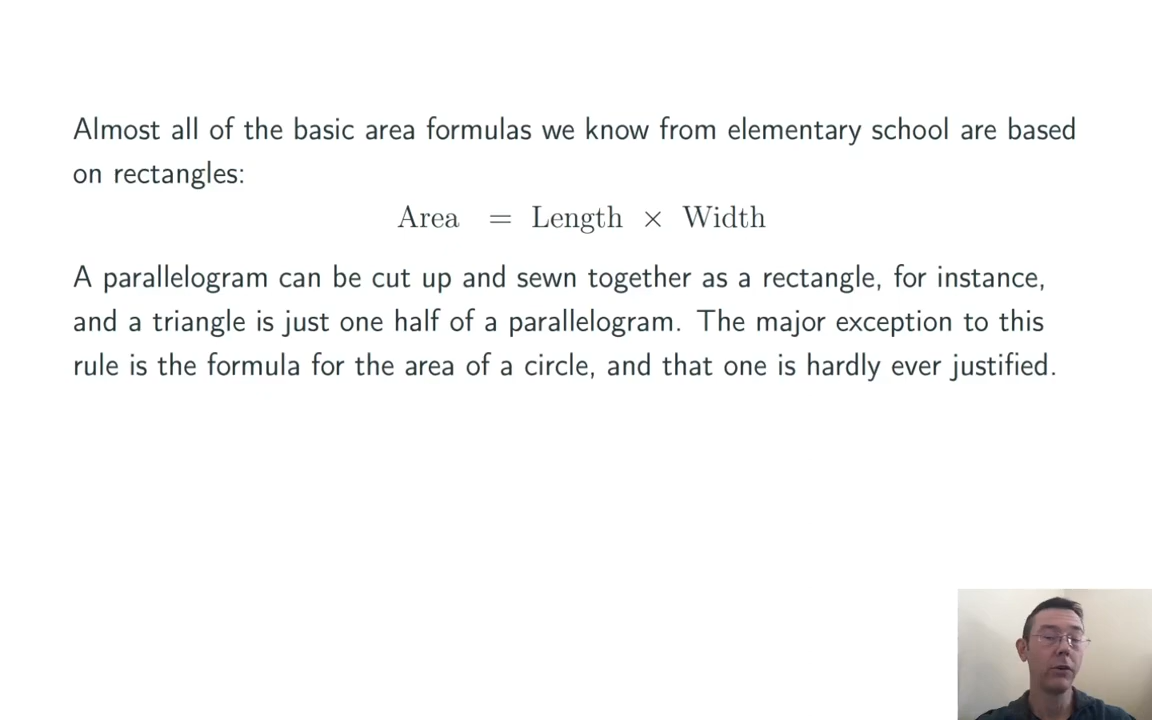 Almost all of the basic area formulas we know from elementary school are based
on rectangles:
Area = Length × Width
A parallelogram can be cut up and sewn together as a rectangle, for instance,
and a triangle is just one half of a parallelogram. The major exception to this
rule is the formula for the area of a circle, and that one is hardly ever justified.